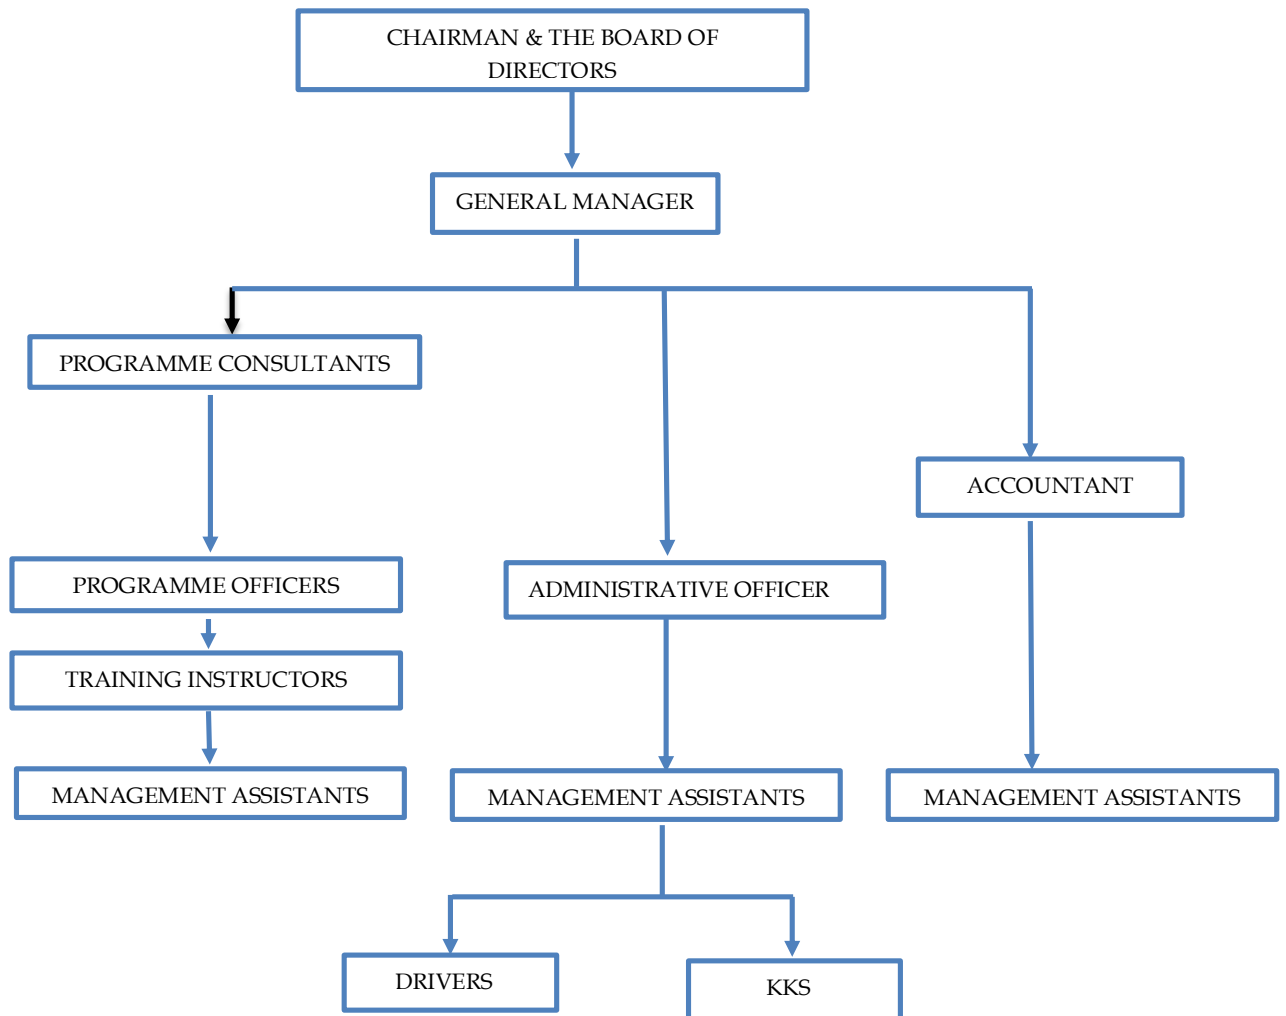 CHAIRMAN & THE BOARD OF
DIRECTORS
GENERAL MANAGER
PROGRAMME CONSULTANTS
ACCOUNTANT
PROGRAMME OFFICERS
ADMINISTRATIVE OFFICER
TRAINING INSTRUCTORS
MANAGEMENT ASSISTANTS
MANAGEMENT ASSISTANTS
MANAGEMENT ASSISTANTS
DRIVERS
KKS